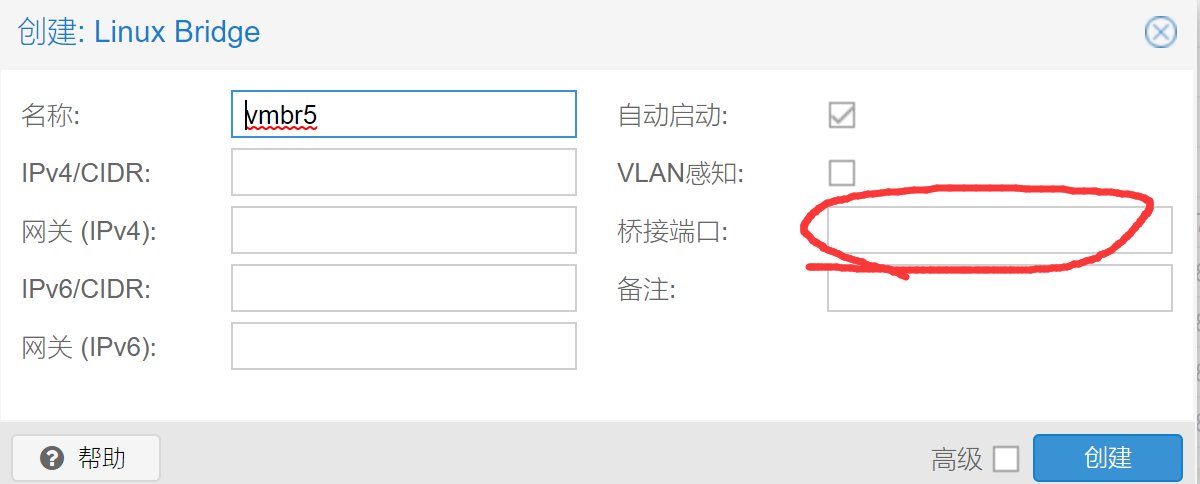 创建: Linux Bridge
名称: vmbr5 自动启动:
IPv4/CIDR: VLAN感知:
网关 (IPv4): 桥接端口:
IPv6/CIDR: 备注:
网关 (IPv6):
? 帮助 高级 创建